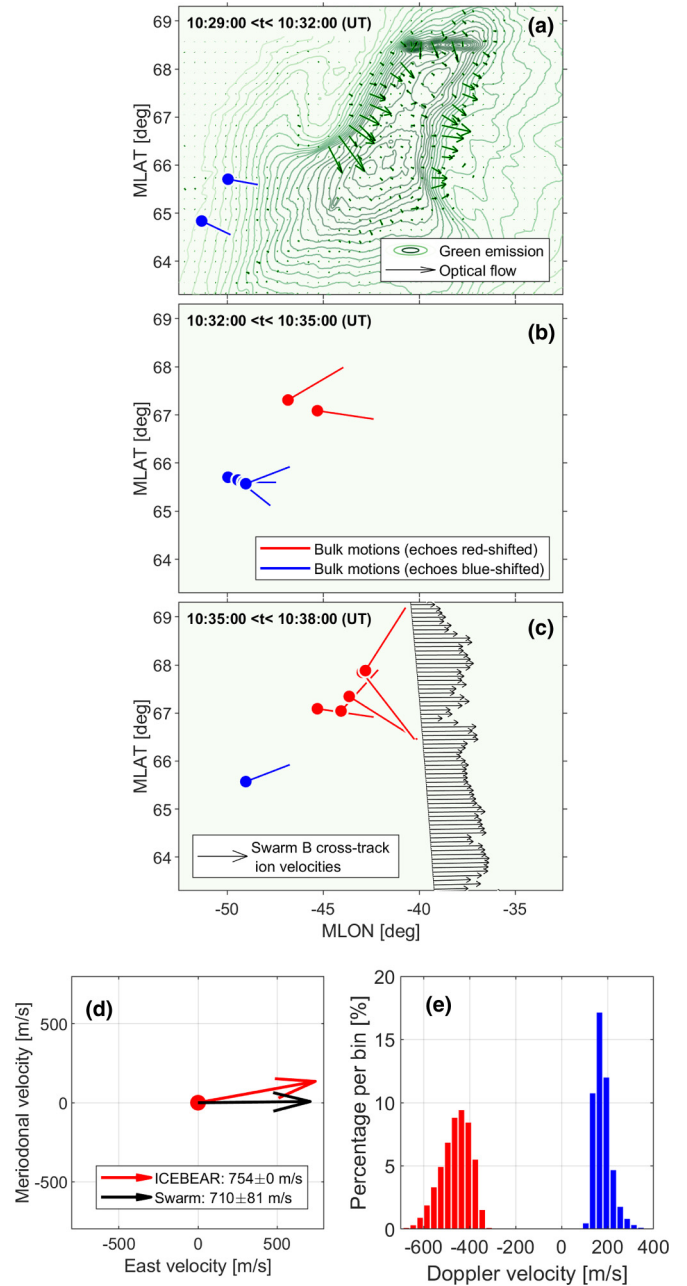 10:29:00 <t< 10:32:00 (UT)
(a)
69
68
67
66
65
64
MLAT [deg]
Green emission
Optical flow
10:32:00 <t< 10:35:00 (UT)
(b)
69
68
67
66
65
64
MLAT [deg]
Bulk motions (echoes red-shifted)
Bulk motions (echoes blue-shifted)
10:35:00 <t< 10:38:00 (UT)
(c)
69
68
67
66
65
64
MLAT [deg]
Swarm B cross-track
ion velocities
-50 -45 -40 -35
MLON [deg]
(d)
500
0
-500
Meriodonal velocity [m/s]
ICEBEAR: 754±0 m/s
Swarm: 710±81 m/s
-500 0 500
East velocity [m/s]
(e)
20
15
10
5
0
Percentage per bin [%]
-600 -400 -200 0 200 400
Doppler velocity [m/s]